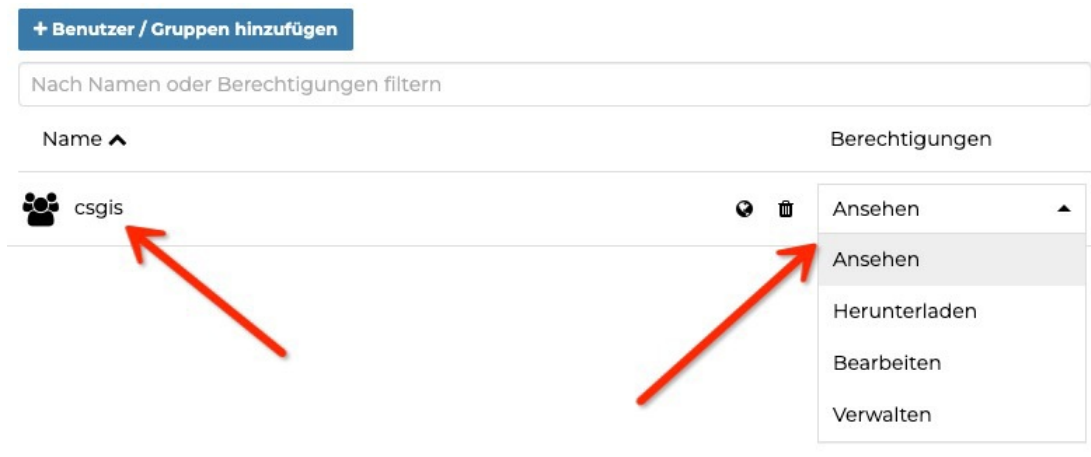 + Benutzer / Gruppen hinzufügen
Nach Namen oder Berechtigungen filtern
Name Berechtigungen
csgis Ansehen
Ansehen
Herunterladen
Bearbeiten
Verwalten